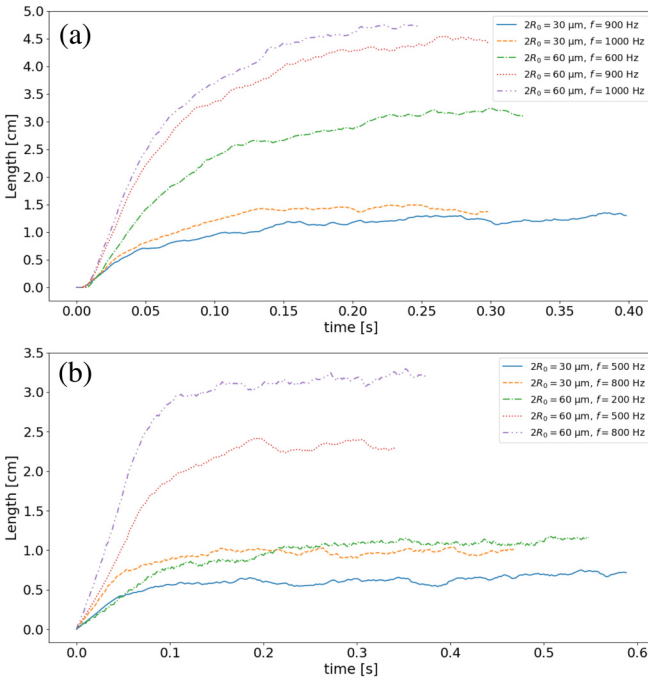 (a)
2R₀ = 30 μm, f = 900 Hz
2R₀ = 30 μm, f = 1000 Hz
2R₀ = 60 μm, f = 600 Hz
2R₀ = 60 μm, f = 900 Hz
2R₀ = 60 μm, f = 1000 Hz
Length [cm]
5.0
4.5
4.0
3.5
3.0
2.5
2.0
1.5
1.0
0.5
0.0
0.00 0.05 0.10 0.15 0.20 0.25 0.30 0.35 0.40
time [s]
(b)
2R₀ = 30 μm, f = 500 Hz
2R₀ = 30 μm, f = 800 Hz
2R₀ = 60 μm, f = 200 Hz
2R₀ = 60 μm, f = 500 Hz
2R₀ = 60 μm, f = 800 Hz
Length [cm]
3.5
3.0
2.5
2.0
1.5
1.0
0.5
0.0
0.0 0.1 0.2 0.3 0.4 0.5 0.6
time [s]